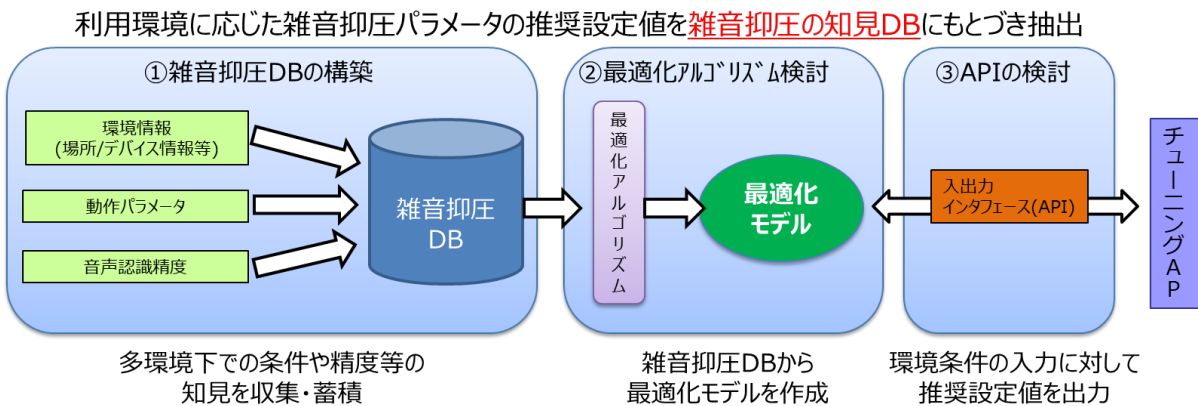 利用環境に応じた雑音抑圧パラメータの推奨設定値を雑音抑圧の知見DBにもとづき抽出
①雑音抑圧DBの構築
環境情報
(場所/デバイス情報等)
動作パラメータ
音声認識精度
雑音抑圧
DB
多環境下での条件や精度等の
知見を収集・蓄積
②最適化ｱﾙｺﾞﾘｽﾞﾑ検討
最適化アルゴリズム
最適化
モデル
雑音抑圧DBから
最適化モデルを作成
③APIの検討
入出力
インタフェース(API)
環境条件の入力に対して
推奨設定値を出力
チューニングAP